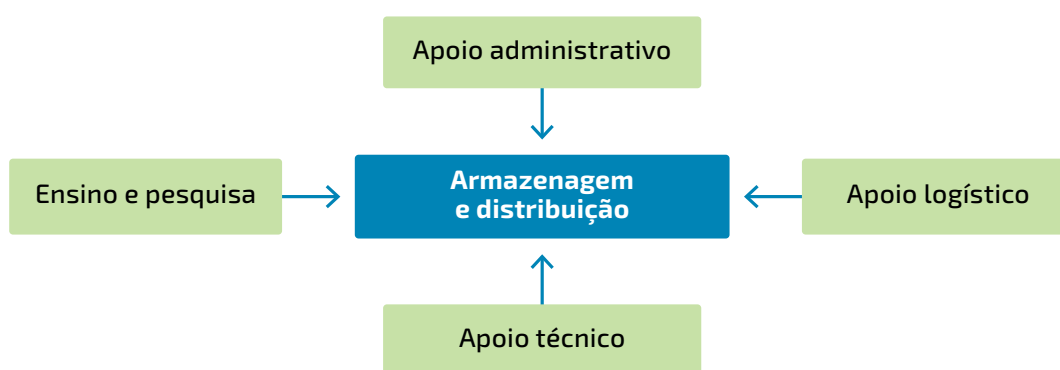 Apoio administrativo
Ensino e pesquisa
Armazenagem
e distribuição
Apoio logístico
Apoio técnico